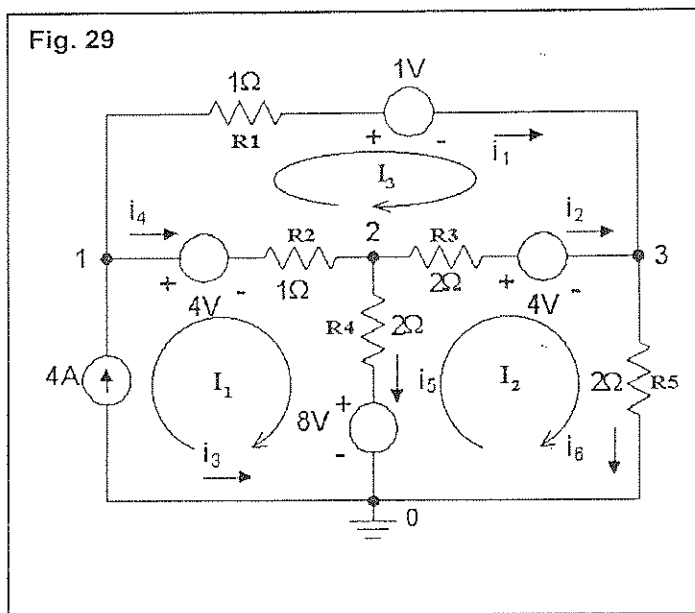 Fig. 29
1Ω
R1
1V
+ -
i₁
I₃
i₄
1
+ -
4V
R2
1Ω
2
R3
2Ω
i₂
+ -
4V
3
4A
I₁
R4
2Ω
+
8V
-
i₅
I₂
2Ω
R5
i₃
i₆
0